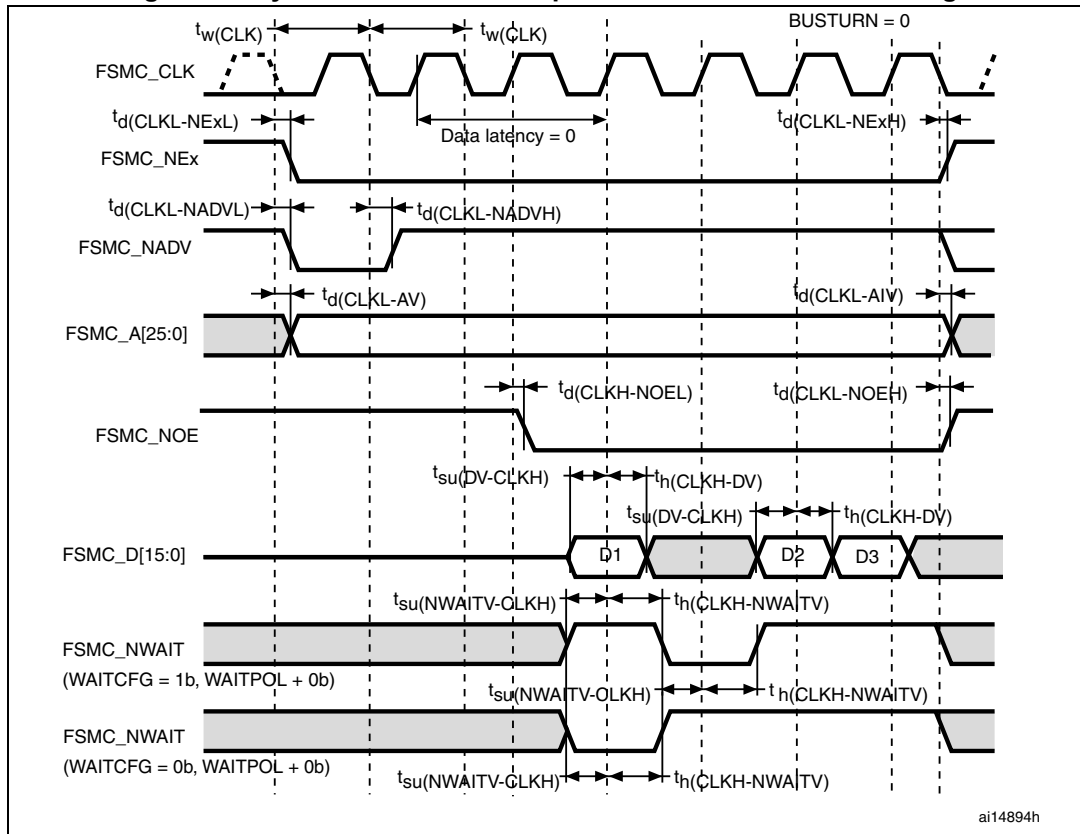 BUSTURN = 0
tw(CLK) tw(CLK)
FSMC_CLK
td(CLKL-NExL) Data latency = 0 td(CLKL-NExH)
FSMC_NEx
td(CLKL-NADVL) td(CLKL-NADVH)
FSMC_NADV
td(CLKL-AV) td(CLKL-AIV)
FSMC_A[25:0]
td(CLKH-NOEL) td(CLKL-NOEH)
FSMC_NOE
tsu(DV-CLKH) th(CLKH-DV)
tsu(DV-CLKH) th(CLKH-DV)
FSMC_D[15:0] D1 D2 D3
tsu(NWAITV-CLKH) th(CLKH-NWAITV)
FSMC_NWAIT
(WAITCFG = 1b, WAITPOL + 0b)
tsu(NWAITV-CLKH) t h(CLKH-NWAITV)
FSMC_NWAIT
(WAITCFG = 0b, WAITPOL + 0b)
tsu(NWAITV-CLKH) th(CLKH-NWAITV)
ai14894h